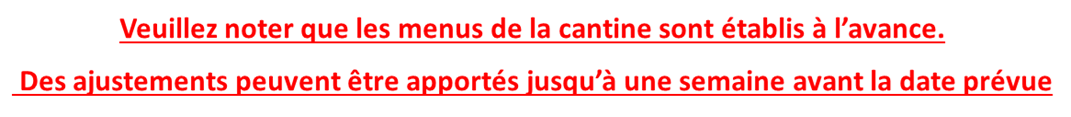 Veuillez noter que les menus de la cantine sont établis à l’avance.
Des ajustements peuvent être apportés jusqu’à une semaine avant la date prévue